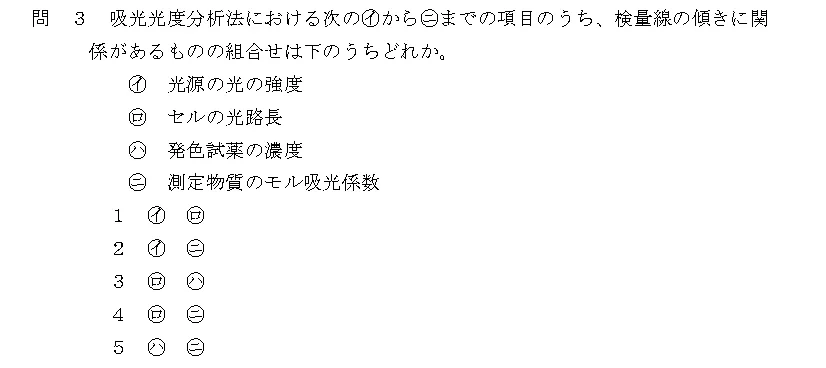 問　３　吸光光度分析法における次の㋑から㋥までの項目のうち、検量線の傾きに関
係があるものの組合せは下のうちどれか。
㋑　光源の光の強度
㋺　セルの光路長
㋩　発色試薬の濃度
㋥　測定物質のモル吸光係数
１　㋑　㋺
２　㋑　㋥
３　㋺　㋩
４　㋺　㋥
５　㋩　㋥